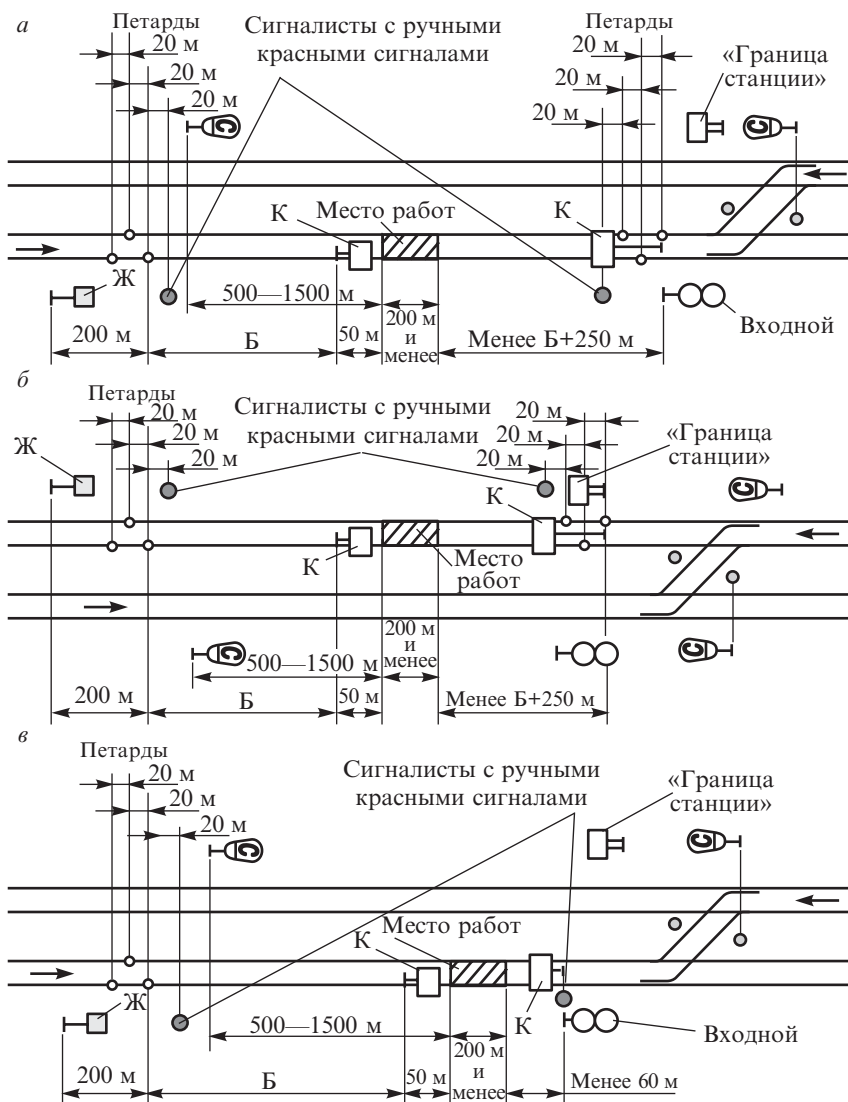 а
Петарды
20 м
20 м
20 м
Сигналисты с ручными
красными сигналами
Петарды
20 м
20 м
20 м
«Граница
станции»
С
С
К
Место работ
К
Ж
500—1500 м
Входной
200 м
Б
50 м
200 м
и
менее
Менее Б+250 м
б
Петарды
20 м
20 м
20 м
Сигналисты с ручными
красными сигналами
20 м
20 м
20 м
«Граница
станции»
Ж
С
К
К
Место
работ
С
500—1500 м
200 м
и
менее
С
200 м
Б
50 м
Менее Б+250 м
в
Петарды
20 м
20 м
20 м
Сигналисты с ручными
красными сигналами
«Граница
станции»
С
С
К
Место работ
Ж
К
500—1500 м
Входной
200 м
Б
50 м
200 м
и
менее
Менее 60 м